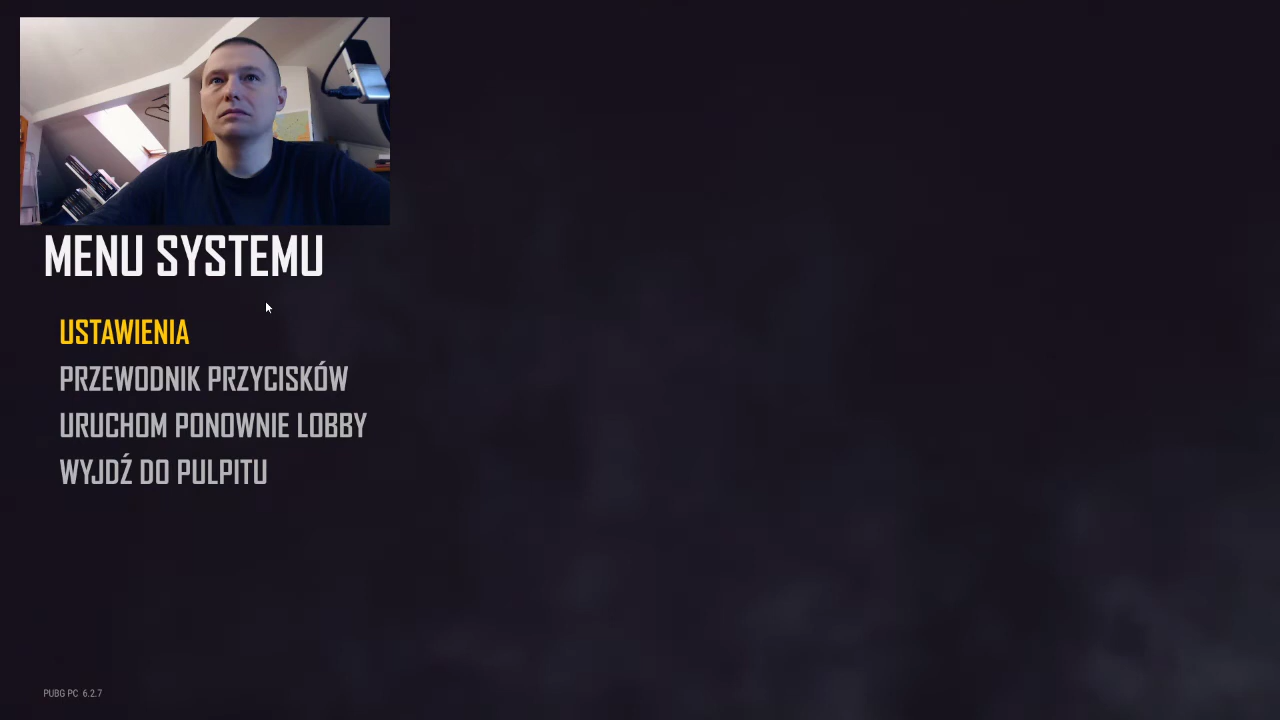 MENU SYSTEMU
USTAWIENIA
PRZEWODNIK PRZYCISKÓW
URUCHOM PONOWNIE LOBBY
WYJDŹ DO PULPITU
PUBG PC 6.2.7